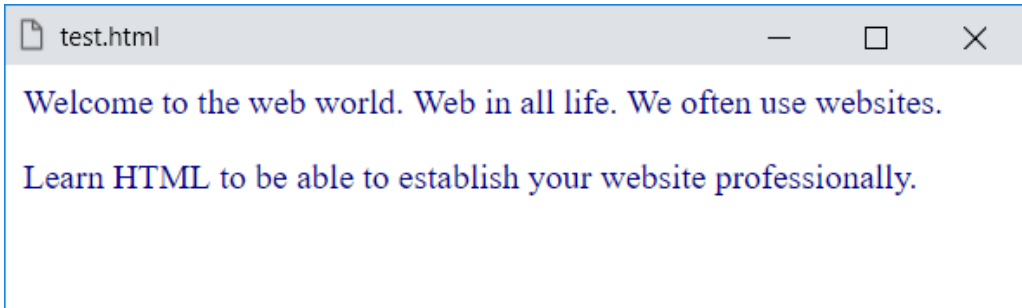 test.html
Welcome to the web world. Web in all life. We often use websites.
Learn HTML to be able to establish your website professionally.